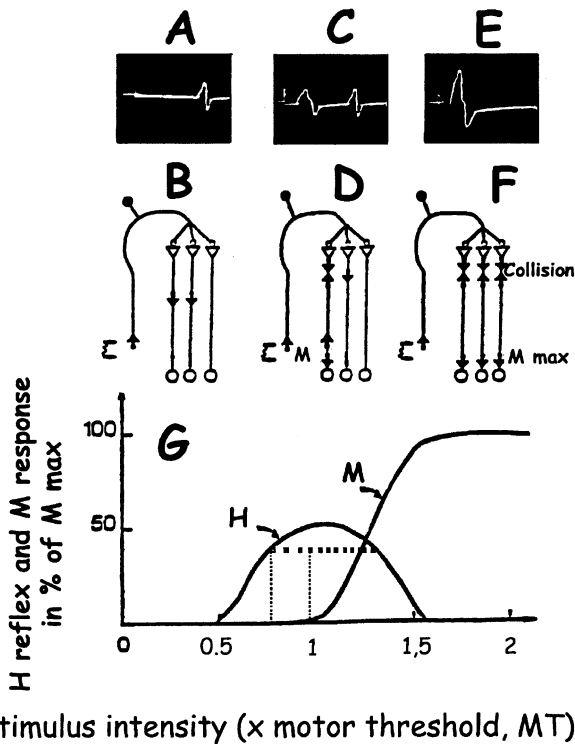 A C E
B D F
Collision
Σ Σ M Σ M max
H reflex and M response
in % of M max
100
50
G
H
M
0 0.5 1 1,5 2
timulus intensity (x motor threshold, MT)